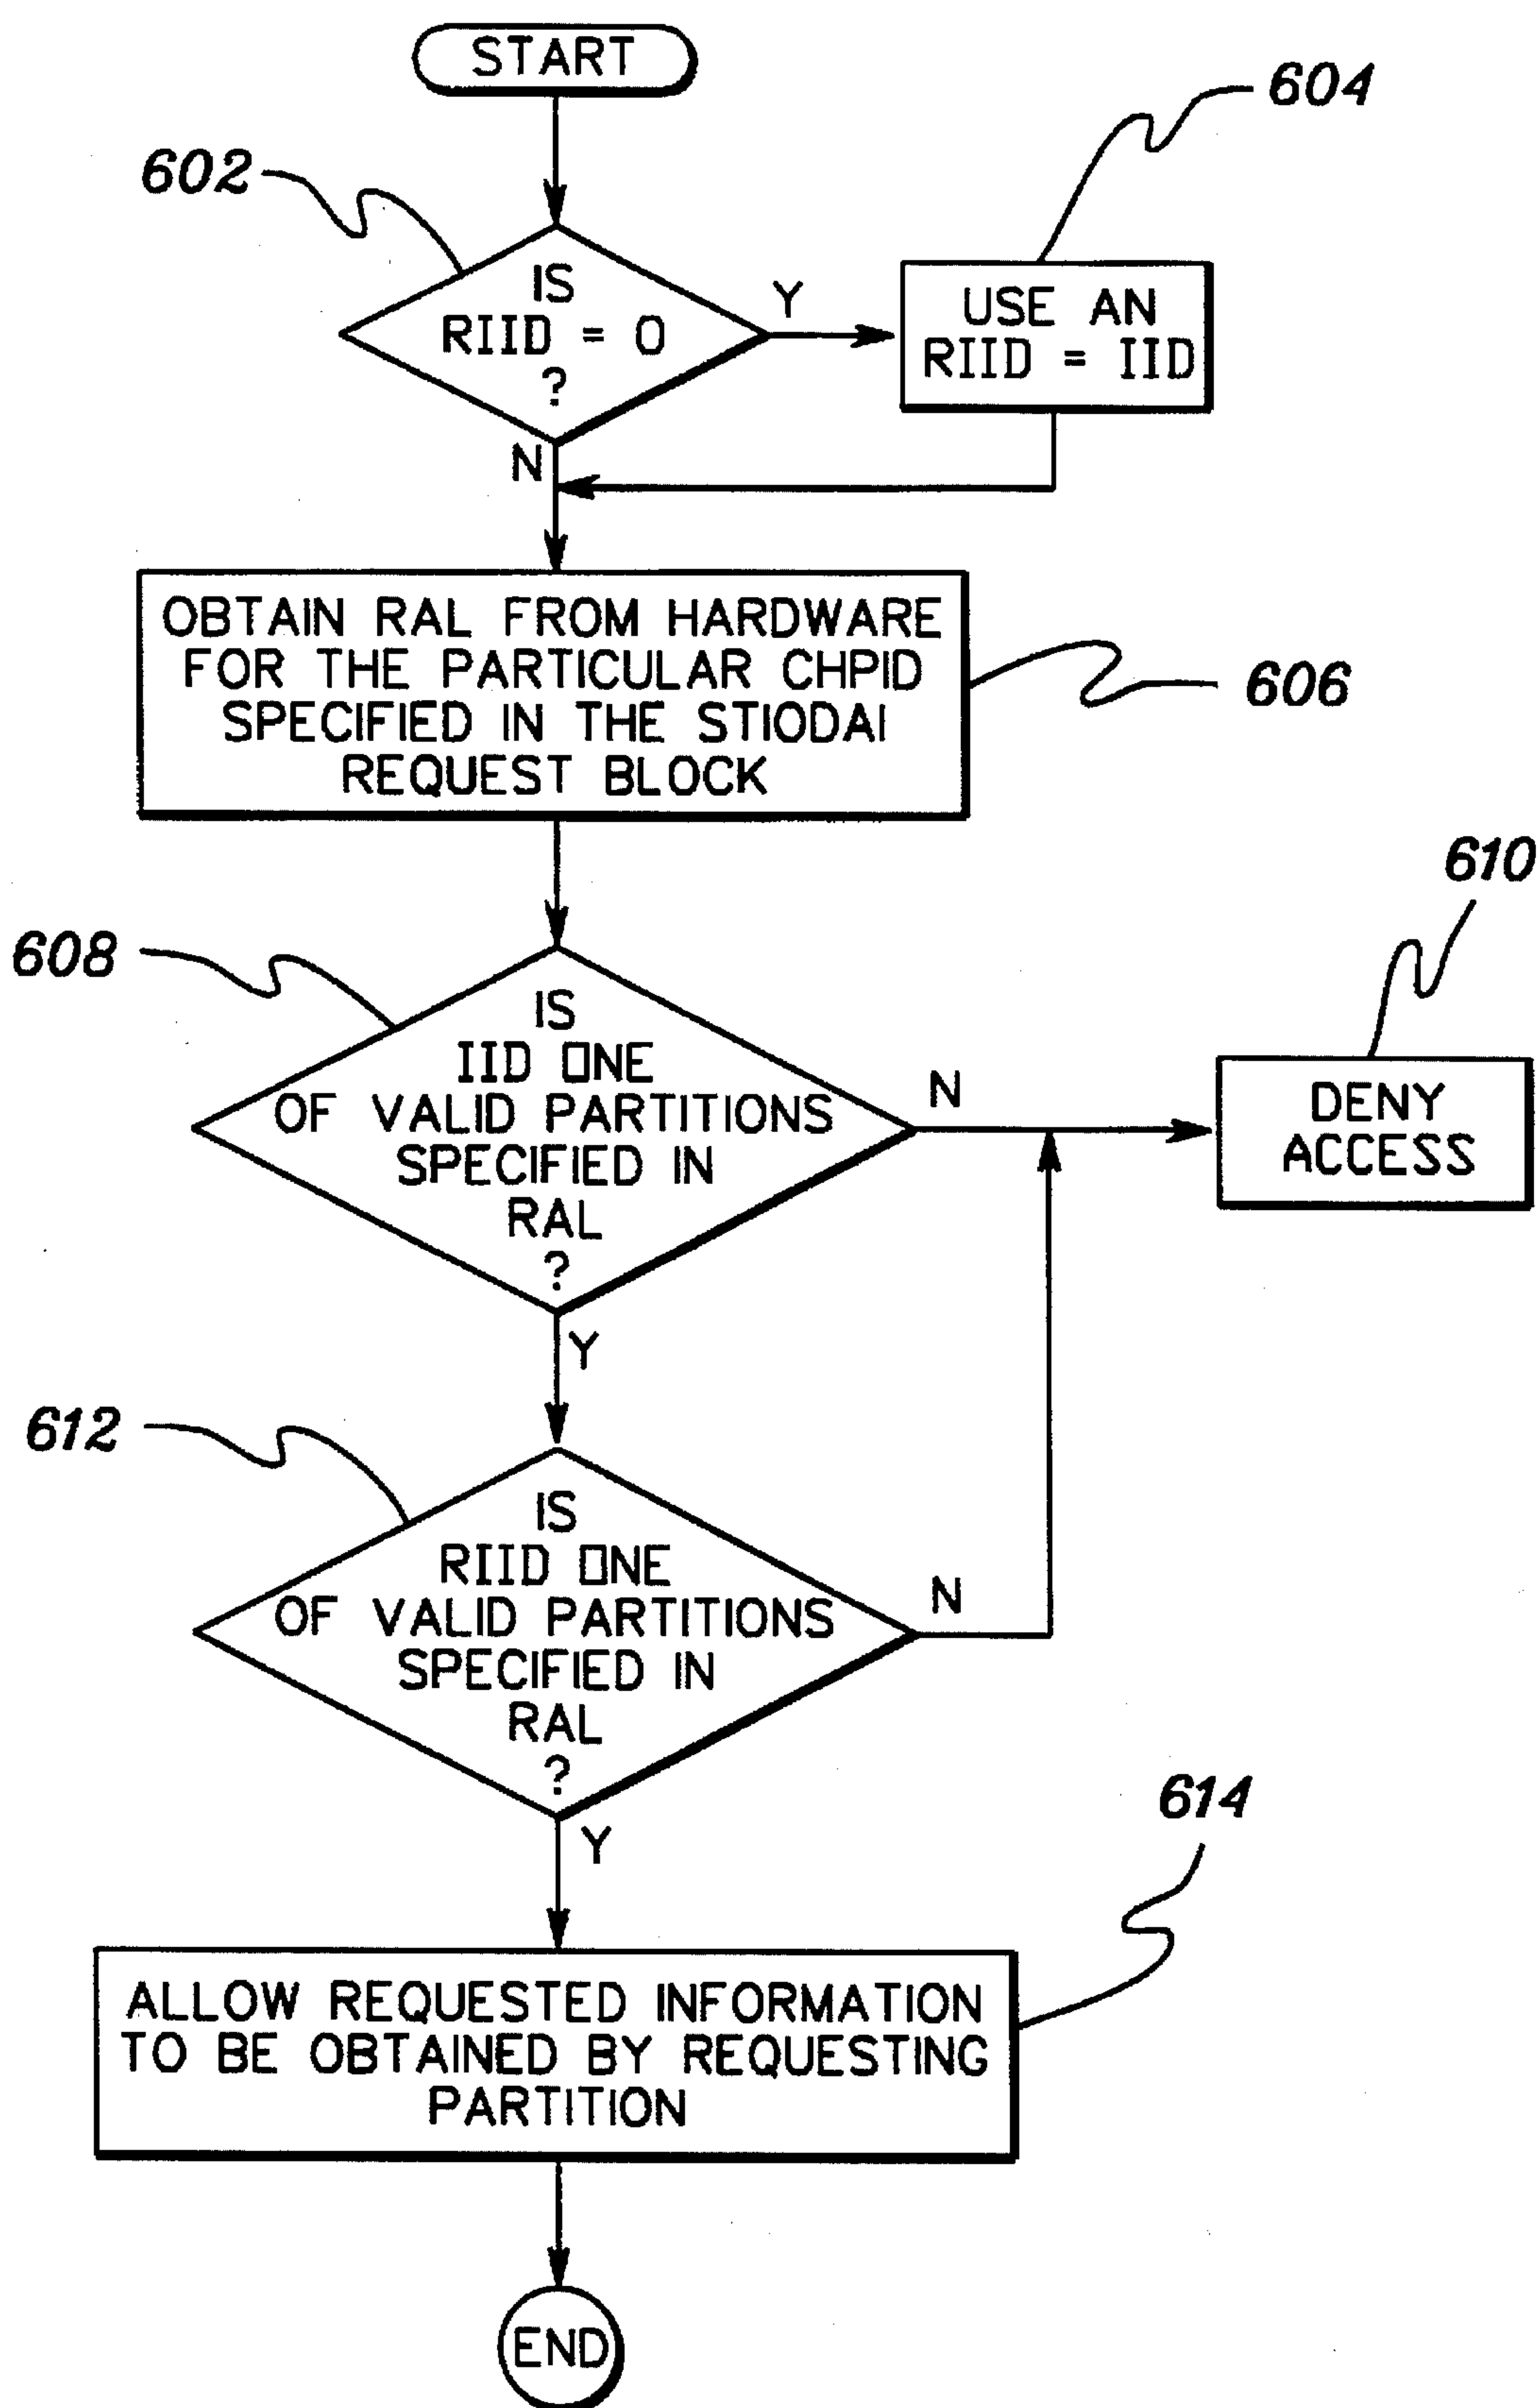 START
604
602
IS
RIID = 0
?
Y
USE AN
RIID = IID
N
OBTAIN RAL FROM HARDWARE
FOR THE PARTICULAR CHPID
SPECIFIED IN THE STIODAI
REQUEST BLOCK
606
610
608
IS
IID ONE
OF VALID PARTITIONS
SPECIFIED IN
RAL
?
N
DENY
ACCESS
Y
612
IS
RIID ONE
OF VALID PARTITIONS
SPECIFIED IN
RAL
?
N
Y
614
ALLOW REQUESTED INFORMATION
TO BE OBTAINED BY REQUESTING
PARTITION
END